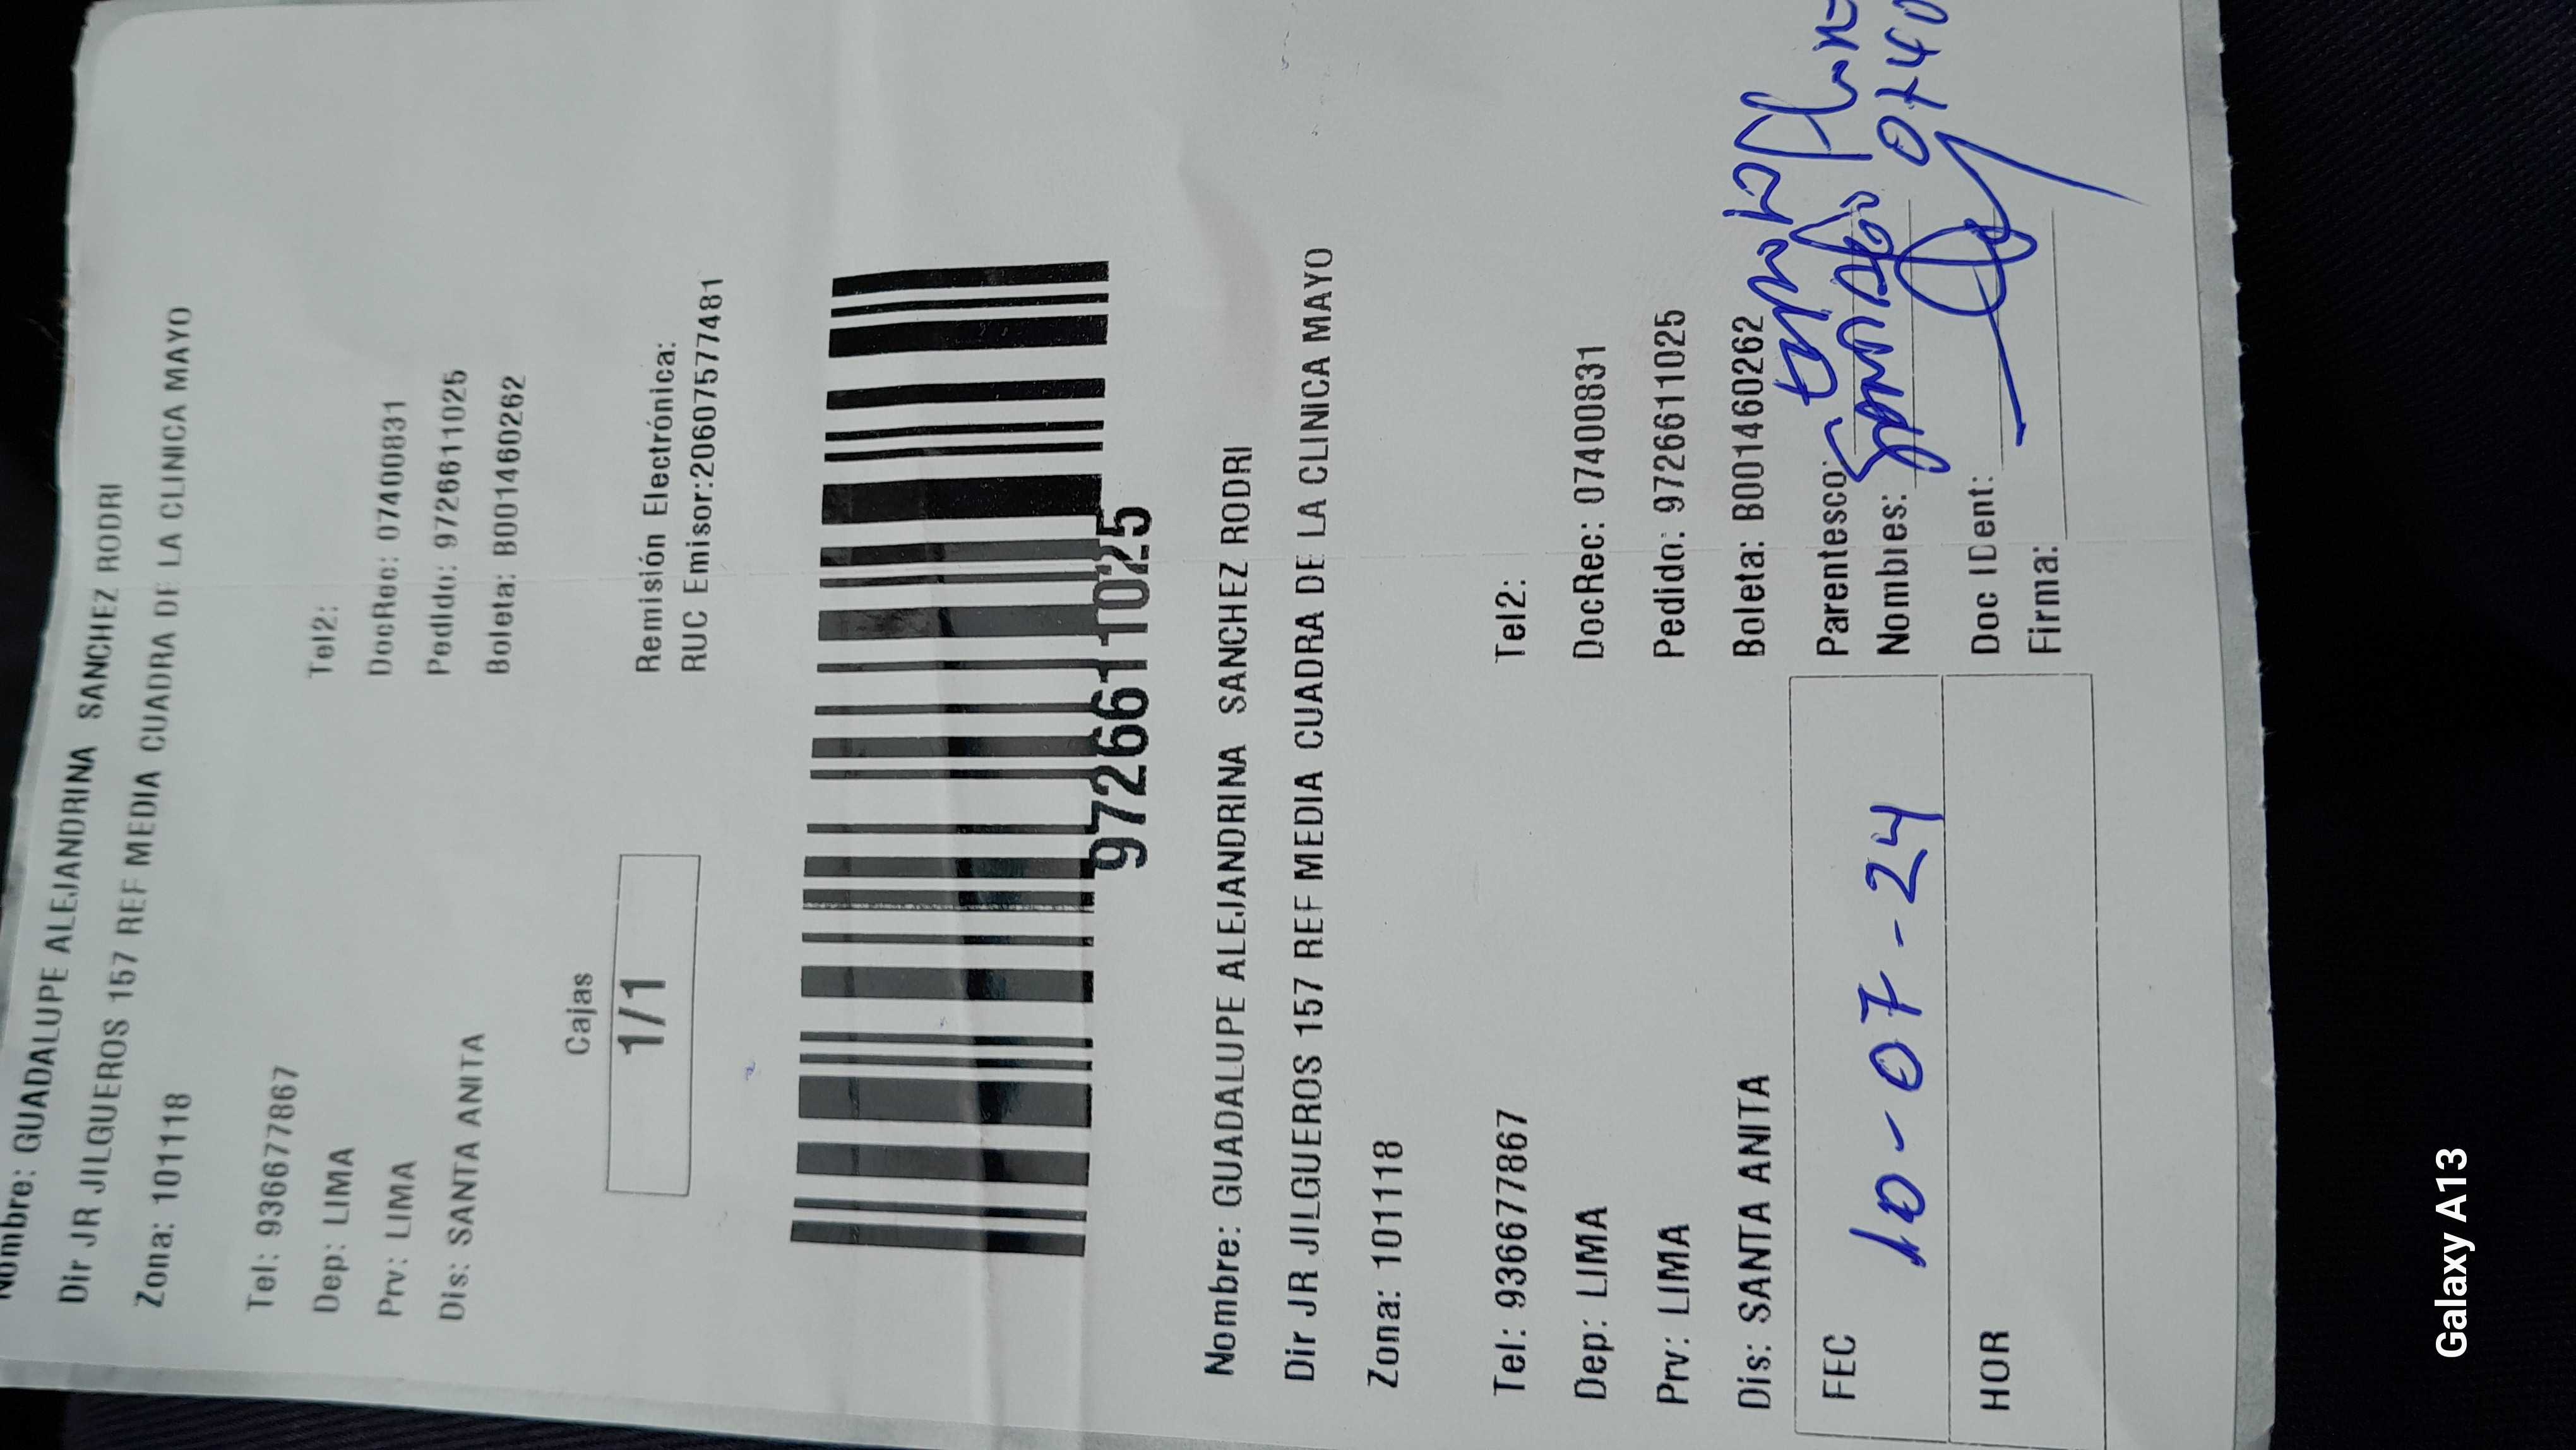 Nombre: GUADALUPE ALEJANDRINA SANCHEZ RODRI
Dir JR JILGUEROS 157 REF MEDIA CUADRA DE LA CLINICA MAYO
Zona: 101118
Tel: 936677867 Tel2:
Dep: LIMA DocRec: 07400831
Prv: LIMA Pedido: 9726611025
Dis: SANTA ANITA Boleta: B001460262
Cajas
1/1
Remisión Electrónica:
RUC Emisor:20607577481
9726611025
Nombre: GUADALUPE ALEJANDRINA SANCHEZ RODRI
Dir JR JILGUEROS 157 REF MEDIA CUADRA DE LA CLINICA MAYO
Zona: 101118
Tel: 936677867 Tel2:
Dep: LIMA DocRec: 07400831
Prv: LIMA Pedido: 9726611025
Dis: SANTA ANITA Boleta: B001460262
FEC 10-07-24
HOR
Parentesco:
Nombres:
Doc IDent: 0740
Firma:
Galaxy A13